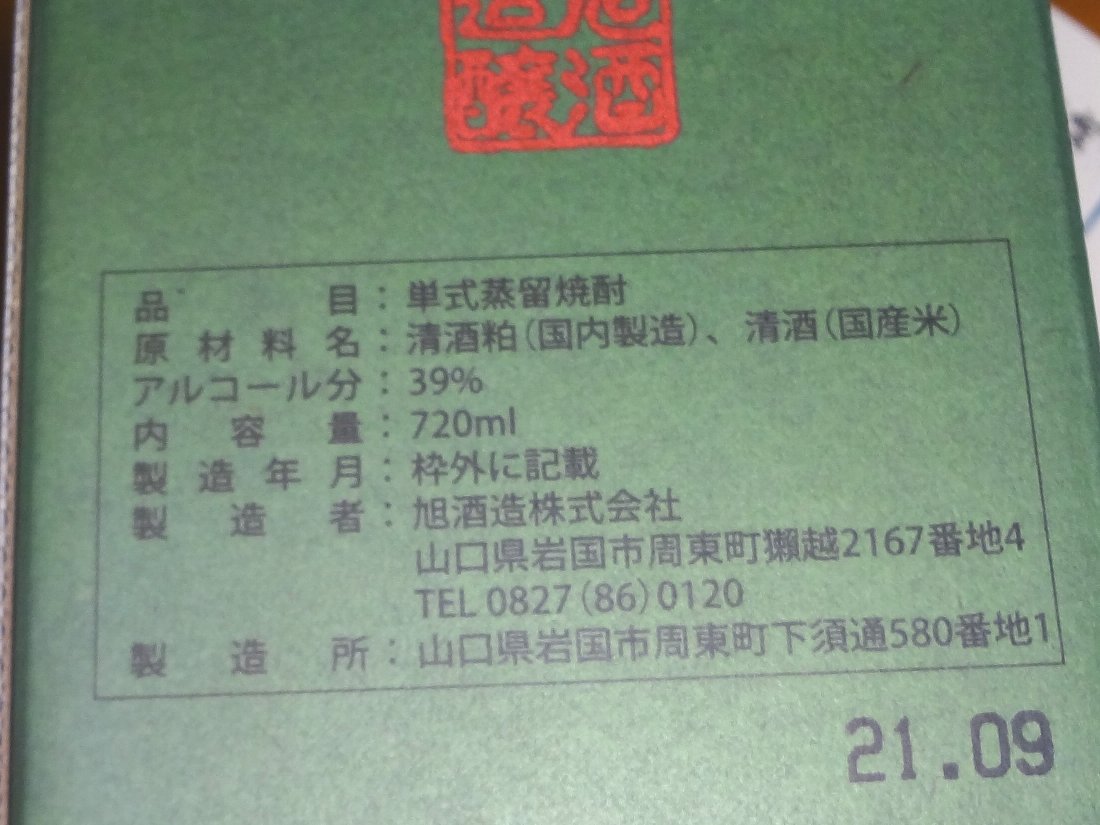 酒醸
品目：単式蒸留焼酎
原材料名：清酒粕（国内製造）、清酒（国産米）
アルコール分：39%
内容量：720ml
製造年月：枠外に記載
製造者：旭酒造株式会社
山口県岩国市周東町獺越2167番地4
TEL 0827（86）0120
製造所：山口県岩国市周東町下須通580番地1
21.09